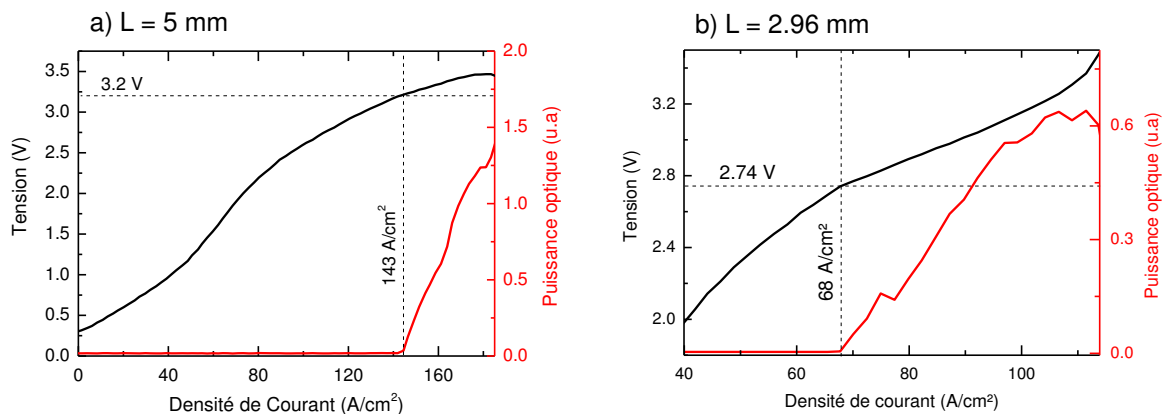 a) L = 5 mm
Tension (V)
3.5
3.0
2.5
2.0
1.5
1.0
0.5
0.0
3.2 V
143 A/cm²
0
40
80
120
160
Densité de Courant (A/cm²)
2.0
1.5
1.0
0.5
0.0
Puissance optique (u.a)
b) L = 2.96 mm
Tension (V)
3.2
2.8
2.4
2.0
2.74 V
68 A/cm²
40
60
80
100
Densité de courant (A/cm²)
0.6
0.3
0.0
Puissance optique (u.a)